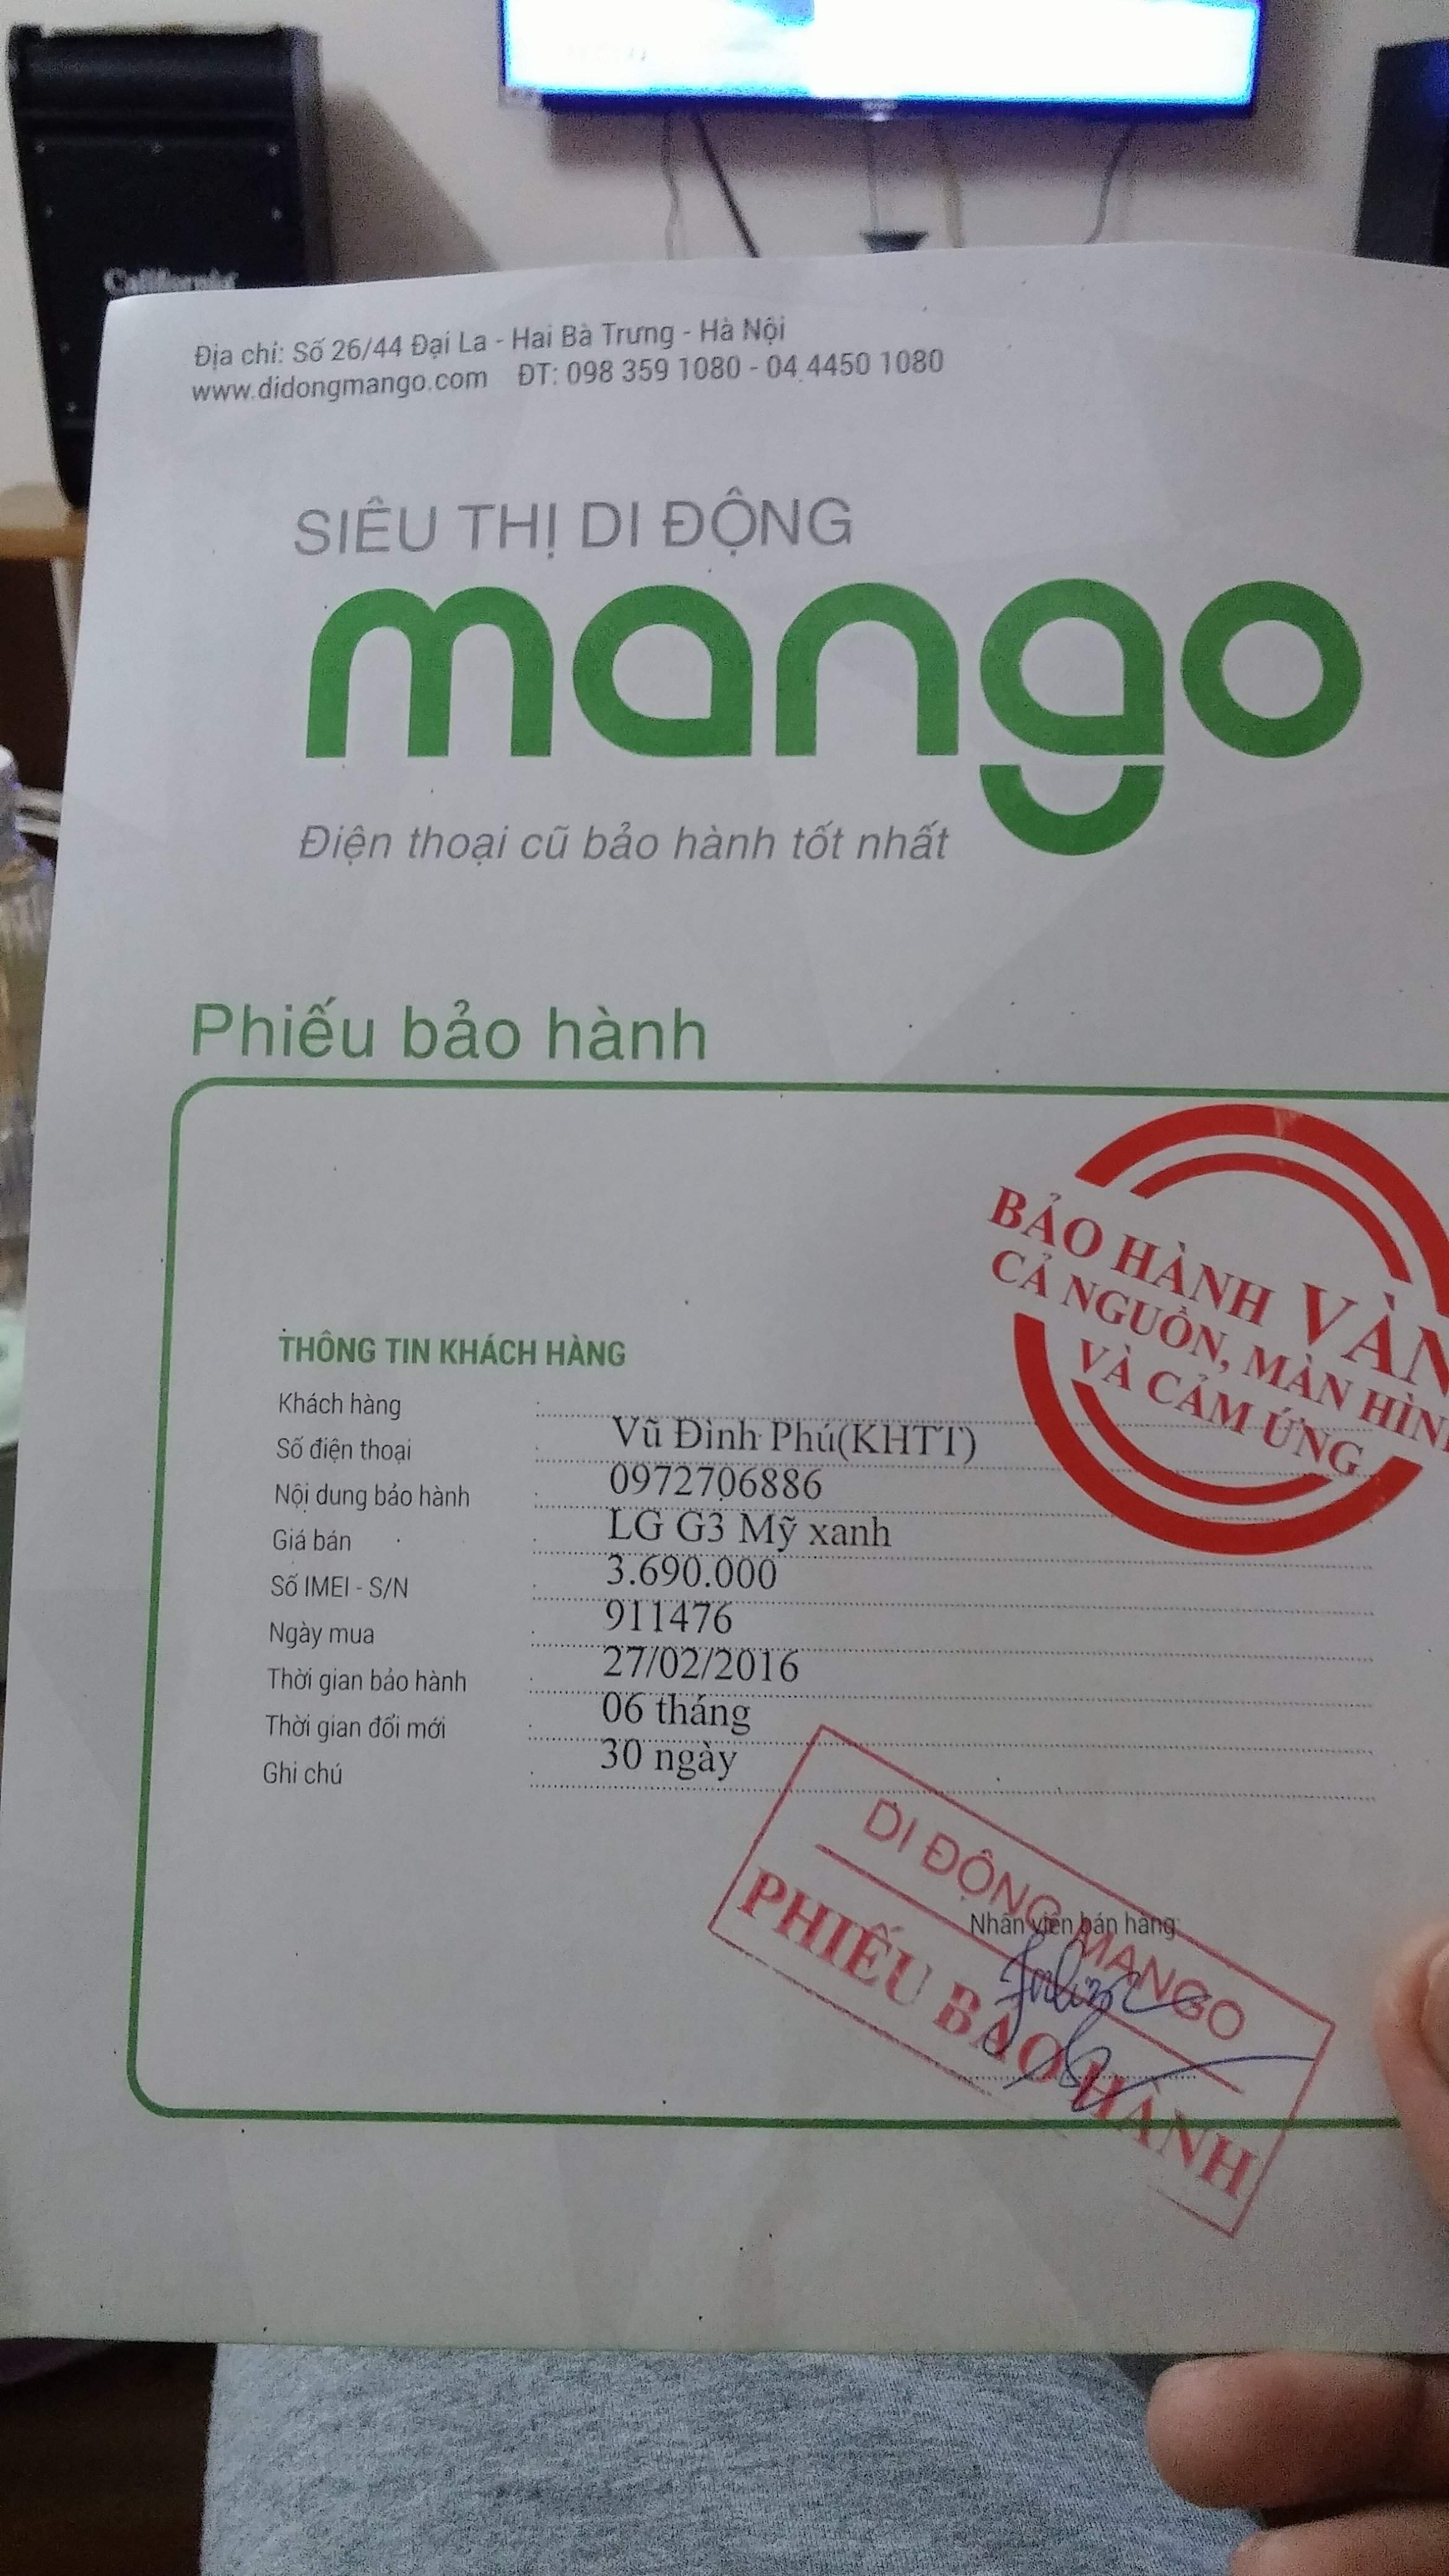 California
Địa chỉ: Số 26/44 Đại La - Hai Bà Trưng - Hà Nội
www.didongmango.com ĐT: 098 359 1080 - 04.4450 1080
SIÊU THỊ DI ĐỘNG
mango
Điện thoại cũ bảo hành tốt nhất
Phiếu bảo hành
BẢO HÀNH VÀN
CẢ NGUỒN, MÀN HÌN
VÀ CẢM ỨNG
THÔNG TIN KHÁCH HÀNG
Khách hàng : Vũ Đình Phú(KHTT)
Số điện thoại : 0972706886
Nội dung bảo hành : LG G3 Mỹ xanh
Giá bán : 3.690.000
Số IMEI - S/N : 911476
Ngày mua : 27/02/2016
Thời gian bảo hành : 06 tháng
Thời gian đổi mới : 30 ngày
Ghi chú :
DI ĐỘNG MANGO
PHIẾU BẢO HÀNH
Nhân viên bán hàng